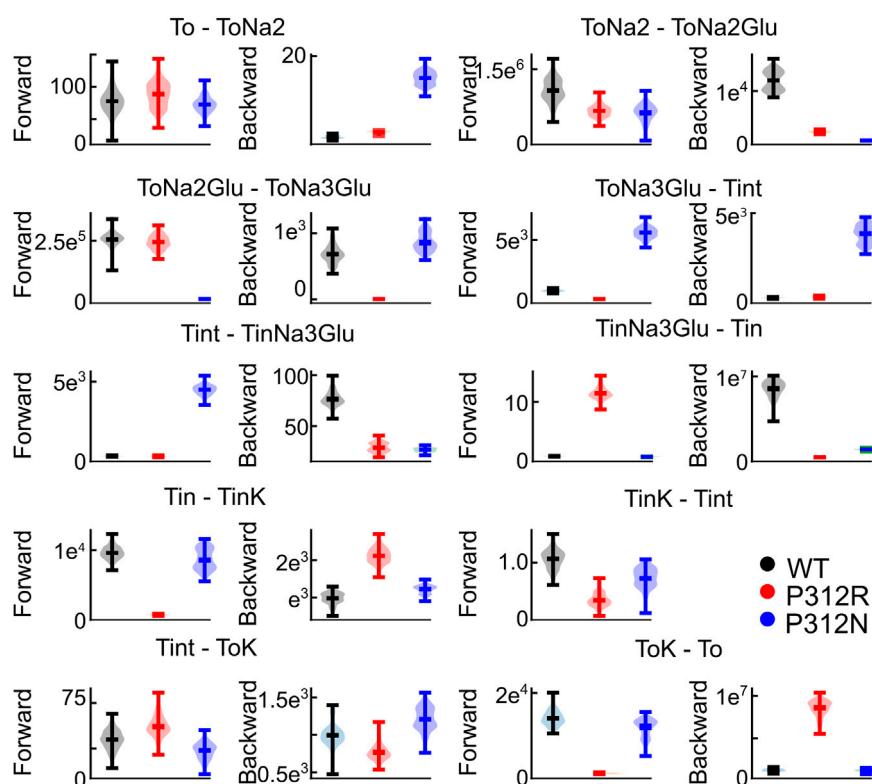 To - ToNa2
ToNa2 - ToNa2Glu
Forward
100
0
Backward
20
0
Forward
1.5e⁶
0
Backward
1e⁴
0
ToNa2Glu - ToNa3Glu
ToNa3Glu - Tint
Forward
2.5e⁵
0
Backward
1e³
0
Forward
5e³
0
Backward
5e³
0
Tint - TinNa3Glu
TinNa3Glu - Tin
Forward
5e³
0
Backward
100
50
Forward
10
0
Backward
1e⁷
0
Tin - TinK
TinK - Tint
Forward
1e⁴
0
Backward
2e³
e³
Forward
1.0
0
WT
P312R
P312N
Tint - ToK
ToK - To
Forward
75
0
Backward
1.5e³
0.5e³
Forward
2e⁴
0
Backward
1e⁷
0